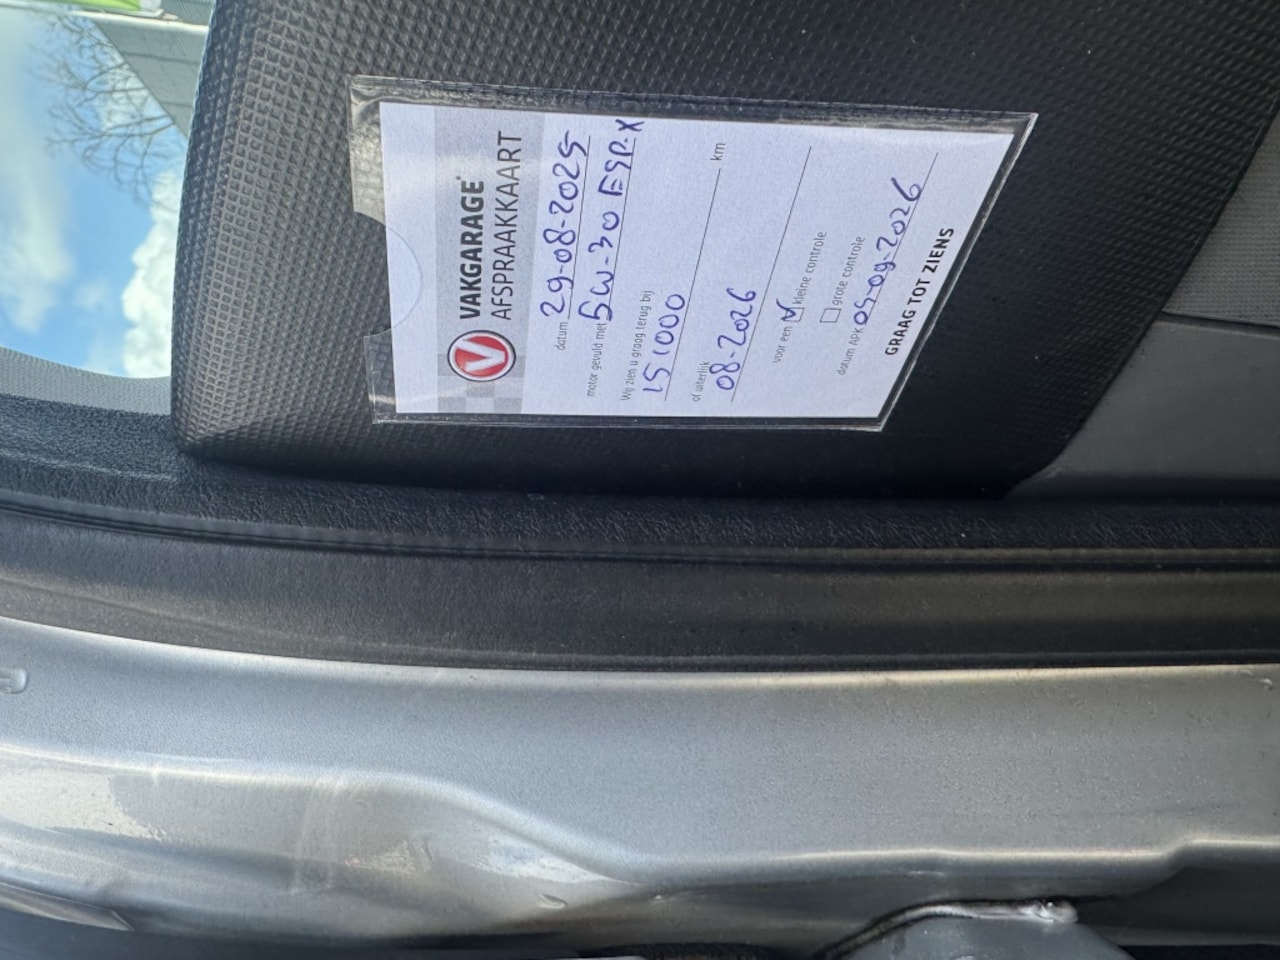 VAKGARAGE
AFSPRAAKKAART
datum 29-08-2025
motor gevuld met 5W-30 ESP-X
Wij zien u graag terug bij
151000 km
of uiterlijk
08-2026
voor een ☑ kleine controle
☐ grote controle
datum APK 05-09-2026
GRAAG TOT ZIENS